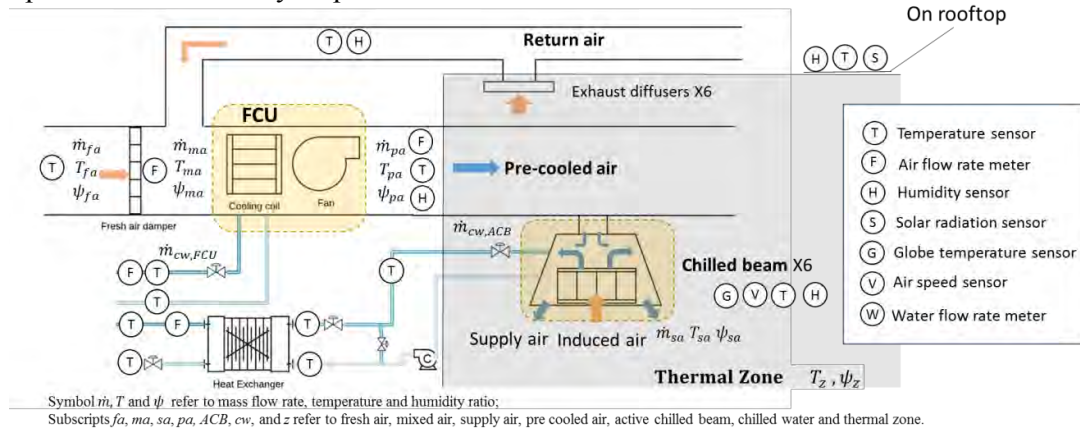 On rooftop
T H
Return air
H T S
Exhaust diffusers X6
FCU
T
ṁfa
Tfa
ψfa
F
ṁma
Tma
ψma
Cooling coil
Fan
ṁpa F
Tpa T
ψpa H
Pre-cooled air
Fresh air damper
T Temperature sensor
F Air flow rate meter
H Humidity sensor
S Solar radiation sensor
G Globe temperature sensor
V Air speed sensor
W Water flow rate meter
ṁcw,FCU
ṁcw,ACB
F T
T
T
Chilled beam X6
G V T H
T F
T
T
T
C
Heat Exchanger
Supply air Induced air ṁsa Tsa ψsa
Thermal Zone Tz , ψz
Symbol ṁ, T and ψ refer to mass flow rate, temperature and humidity ratio;
Subscripts fa, ma, sa, pa, ACB, cw, and z refer to fresh air, mixed air, supply air, pre cooled air, active chilled beam, chilled water and thermal zone.